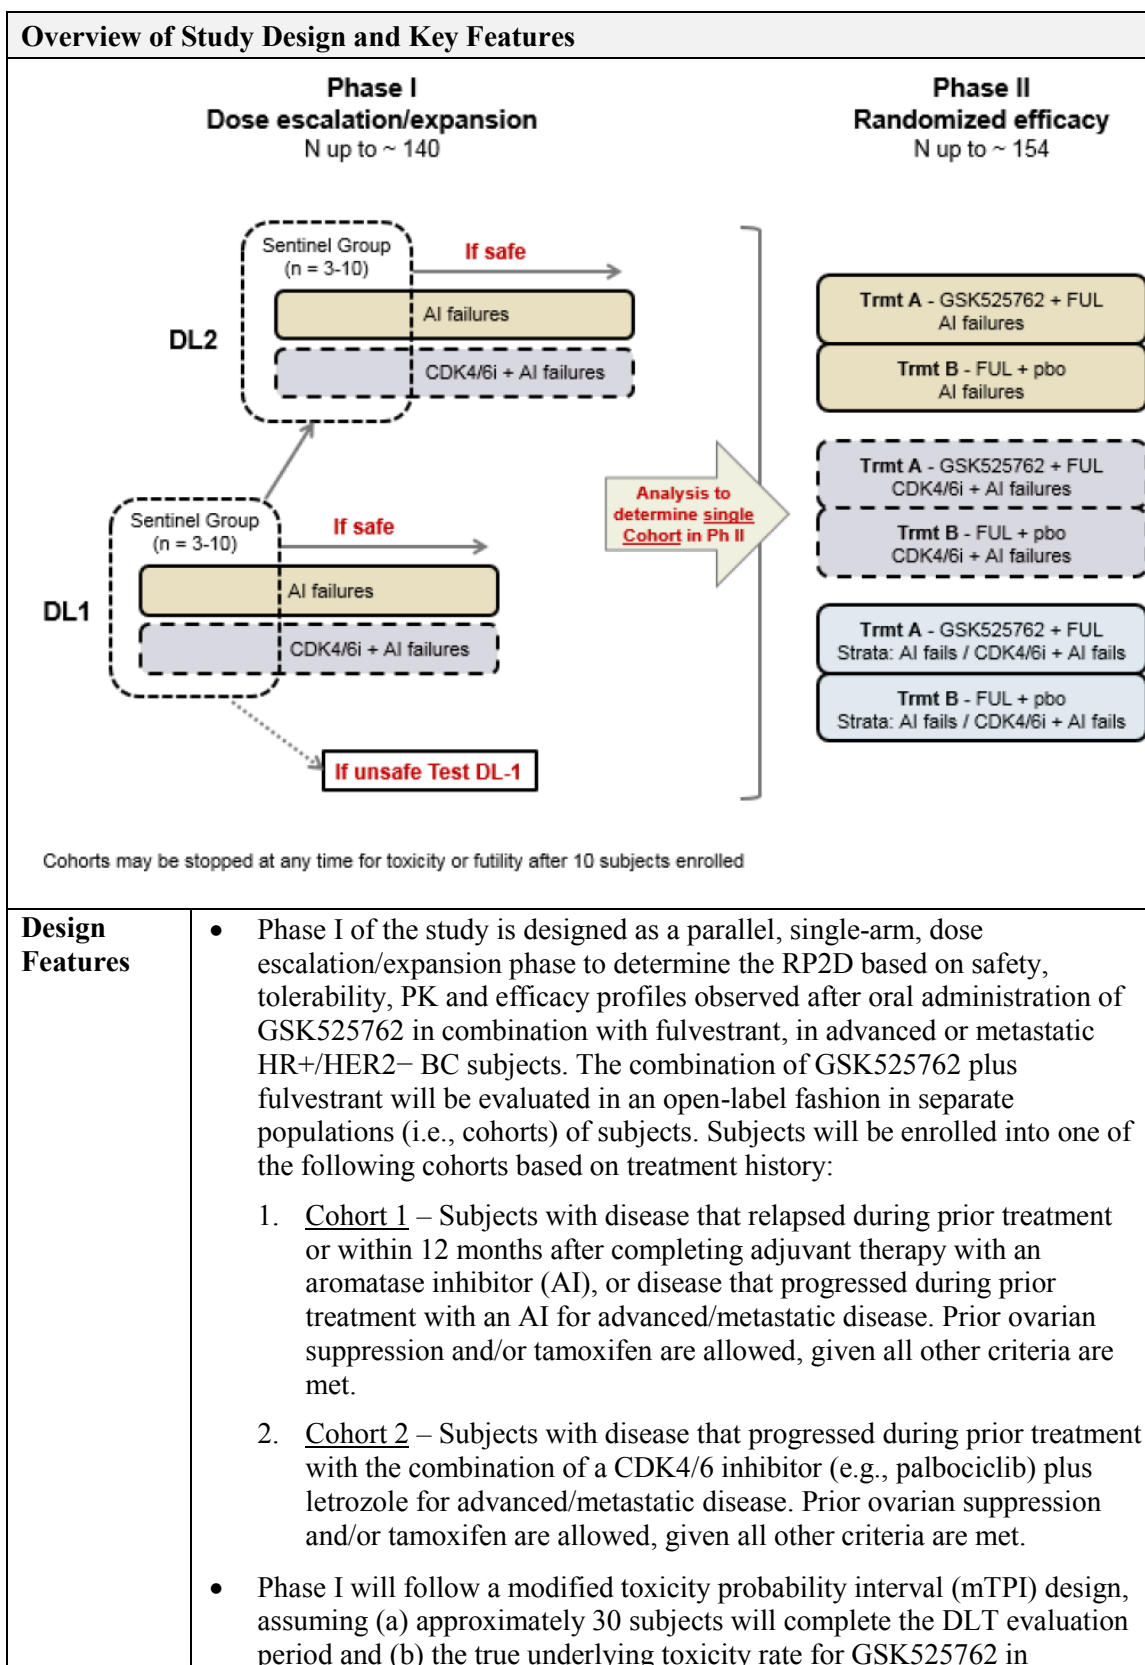 Overview of Study Design and Key Features
Phase I
Dose escalation/expansion
N up to ~ 140
Phase II
Randomized efficacy
N up to ~ 154
Sentinel Group
(n = 3-10)
If safe
AI failures
DL2
CDK4/6i + AI failures
Sentinel Group
(n = 3-10)
If safe
AI failures
DL1
CDK4/6i + AI failures
If unsafe Test DL-1
Analysis to
determine single
Cohort in Ph II
Trmt A - GSK525762 + FUL
AI failures
Trmt B - FUL + pbo
AI failures
Trmt A - GSK525762 + FUL
CDK4/6i + AI failures
Trmt B - FUL + pbo
CDK4/6i + AI failures
Trmt A - GSK525762 + FUL
Strata: AI fails / CDK4/6i + AI fails
Trmt B - FUL + pbo
Strata: AI fails / CDK4/6i + AI fails
Cohorts may be stopped at any time for toxicity or futility after 10 subjects enrolled
Design
Features
• Phase I of the study is designed as a parallel, single-arm, dose
escalation/expansion phase to determine the RP2D based on safety,
tolerability, PK and efficacy profiles observed after oral administration of
GSK525762 in combination with fulvestrant, in advanced or metastatic
HR+/HER2− BC subjects. The combination of GSK525762 plus
fulvestrant will be evaluated in an open-label fashion in separate
populations (i.e., cohorts) of subjects. Subjects will be enrolled into one of
the following cohorts based on treatment history:
1. Cohort 1 – Subjects with disease that relapsed during prior treatment
or within 12 months after completing adjuvant therapy with an
aromatase inhibitor (AI), or disease that progressed during prior
treatment with an AI for advanced/metastatic disease. Prior ovarian
suppression and/or tamoxifen are allowed, given all other criteria are
met.
2. Cohort 2 – Subjects with disease that progressed during prior treatment
with the combination of a CDK4/6 inhibitor (e.g., palbociclib) plus
letrozole for advanced/metastatic disease. Prior ovarian suppression
and/or tamoxifen are allowed, given all other criteria are met.
• Phase I will follow a modified toxicity probability interval (mTPI) design,
assuming (a) approximately 30 subjects will complete the DLT evaluation
period and (b) the true underlying toxicity rate for GSK525762 in